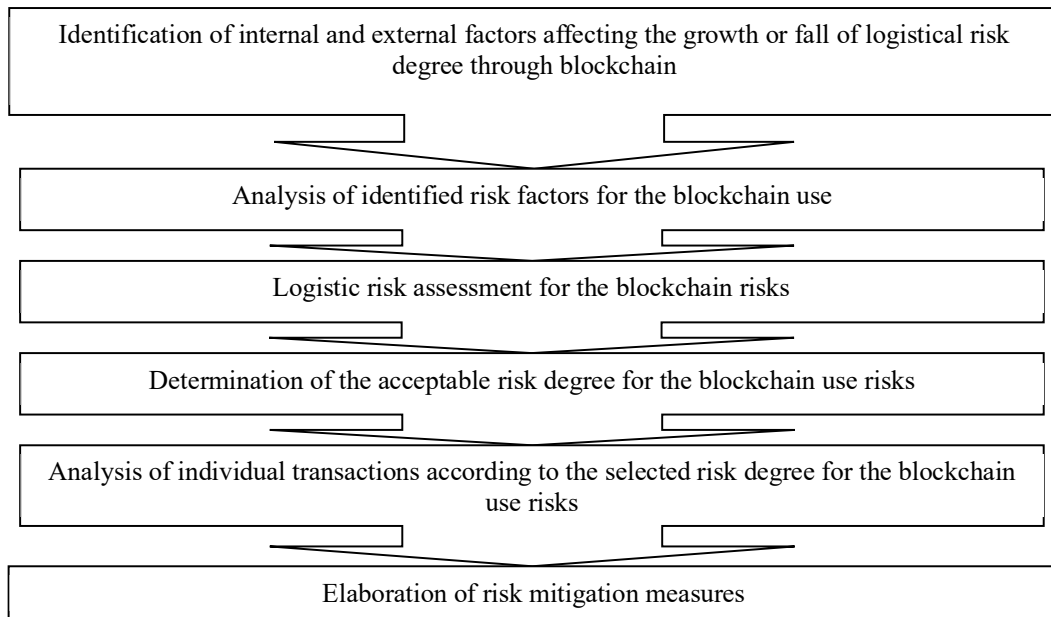 Identification of internal and external factors affecting the growth or fall of logistical risk
degree through blockchain
Analysis of identified risk factors for the blockchain use
Logistic risk assessment for the blockchain risks
Determination of the acceptable risk degree for the blockchain use risks
Analysis of individual transactions according to the selected risk degree for the blockchain
use risks
Elaboration of risk mitigation measures